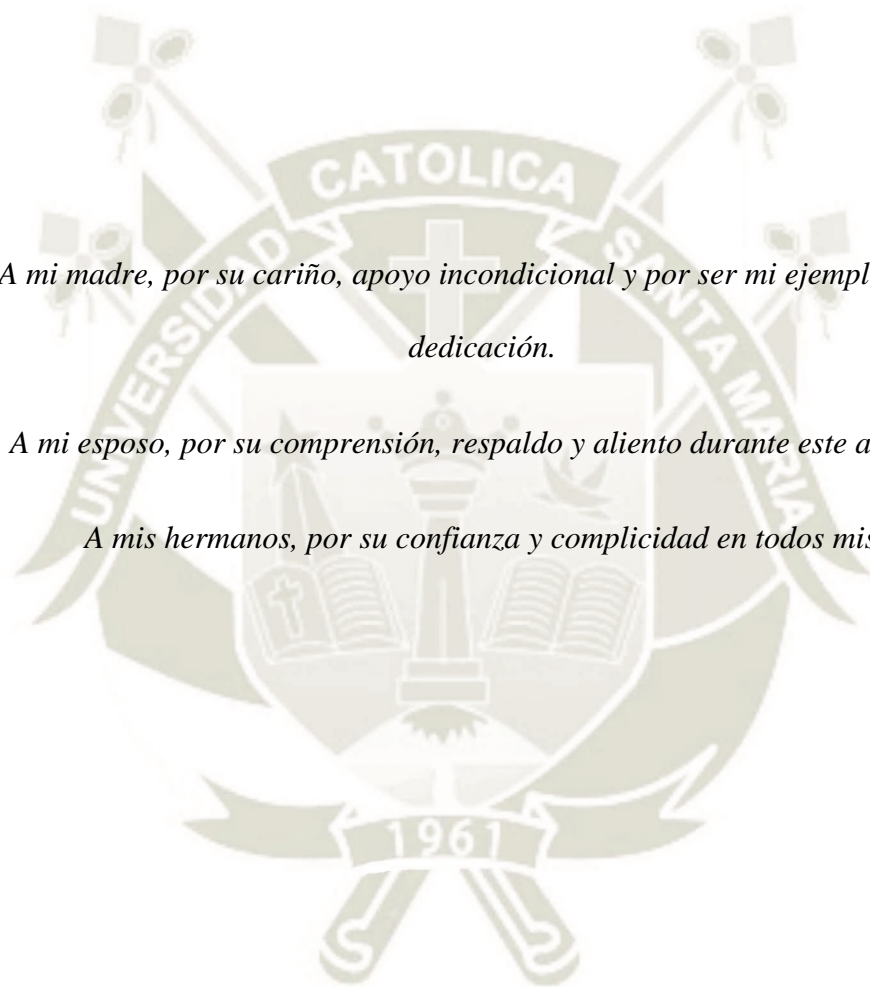 UNIVERSIDAD CATOLICA SANTA MARIA
A mi madre, por su cariño, apoyo incondicional y por ser mi
dedicación.
A mi esposo, por su comprensión, respaldo y aliento durante este
A mis hermanos, por su confianza y complicidad en todos mis
1961